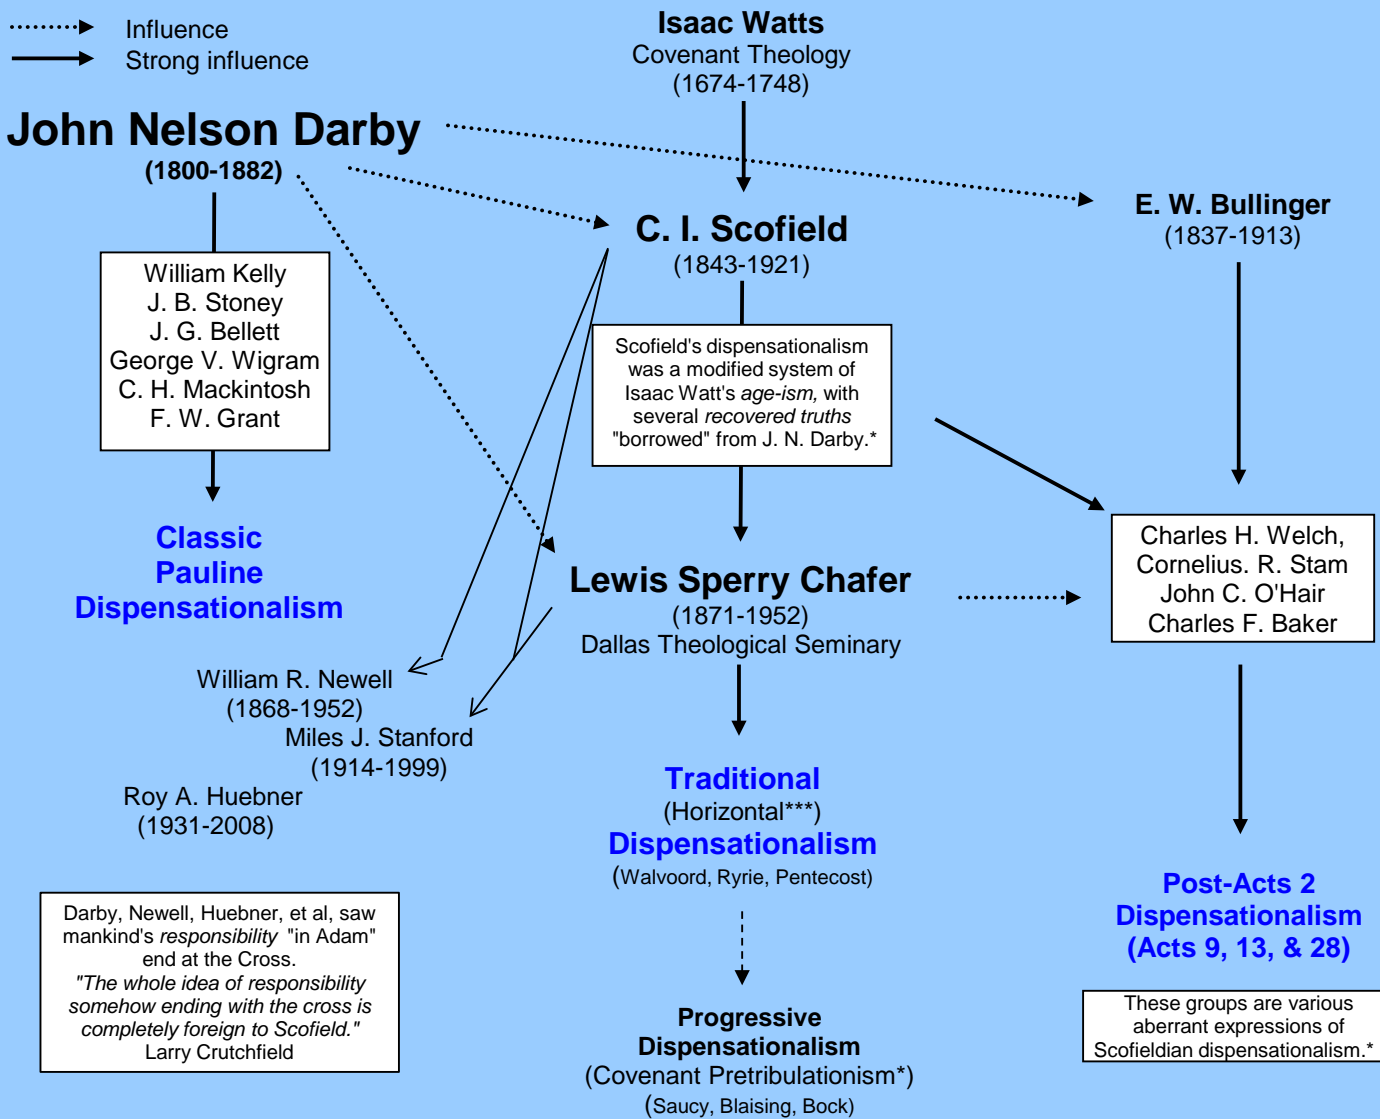 Influence
Strong influence
Isaac Watts
Covenant Theology
(1674-1748)
John Nelson Darby
(1800-1882)
E. W. Bullinger
(1837-1913)
C. I. Scofield
(1843-1921)
William Kelly
J. B. Stoney
J. G. Bellett
George V. Wigram
C. H. Mackintosh
F. W. Grant
Scofield's dispensationalism
was a modified system of
Isaac Watt's age-ism, with
several recovered truths
"borrowed" from J. N. Darby.*
Classic
Pauline
Dispensationalism
Lewis Sperry Chafer
(1871-1952)
Dallas Theological Seminary
Charles H. Welch,
Cornelius. R. Stam
John C. O'Hair
Charles F. Baker
William R. Newell
(1868-1952)
Miles J. Stanford
(1914-1999)
Roy A. Huebner
(1931-2008)
Traditional
(Horizontal***)
Dispensationalism
(Walvoord, Ryrie, Pentecost)
Post-Acts 2
Dispensationalism
(Acts 9, 13, & 28)
Darby, Newell, Huebner, et al, saw
mankind's responsibility "in Adam"
end at the Cross.
"The whole idea of responsibility
somehow ending with the cross is
completely foreign to Scofield."
Larry Crutchfield
Progressive
Dispensationalism
(Covenant Pretribulationism*)
(Saucy, Blaising, Bock)
These groups are various
aberrant expressions of
Scofieldian dispensationalism.*